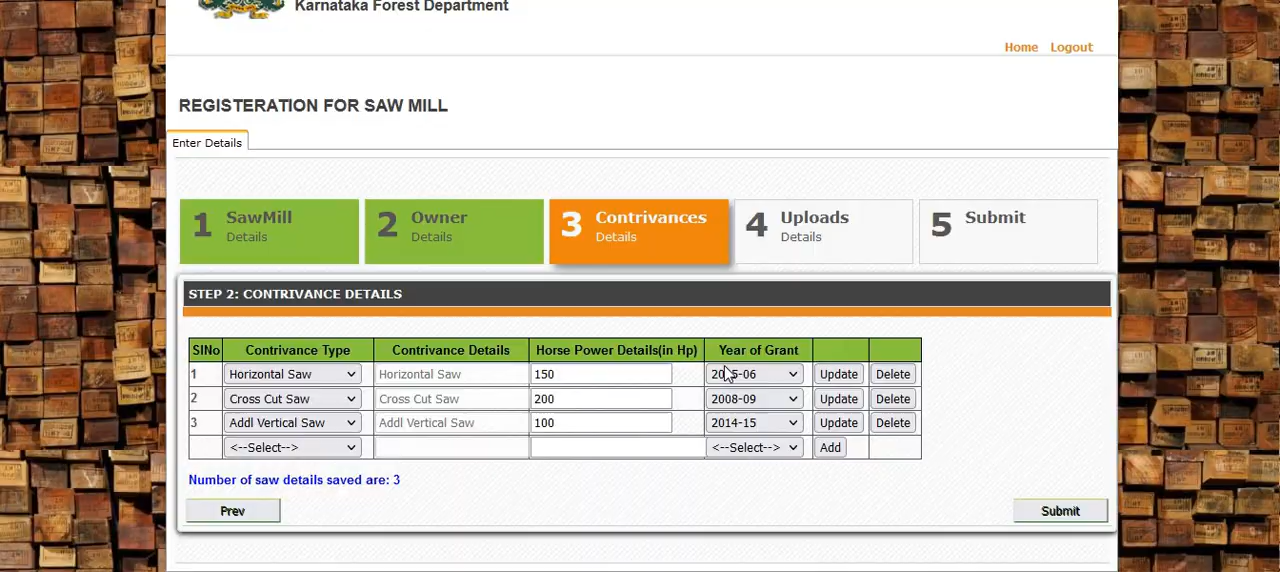 Karnataka Forest Department
Home Logout
REGISTERATION FOR SAW MILL
Enter Details
1 SawMill Details
2 Owner Details
3 Contrivances Details
4 Uploads Details
5 Submit
STEP 2: CONTRIVANCE DETAILS
SlNo Contrivance Type Contrivance Details Horse Power Details(in Hp) Year of Grant
1 Horizontal Saw Horizontal Saw 150 Update Delete
2 Cross Cut Saw Cross Cut Saw 200 2008-09 Update Delete
3 Addl Vertical Saw Addl Vertical Saw 100 2014-15 Update Delete
<--Select--> <--Select--> Add
Number of saw details saved are: 3
Prev Submit